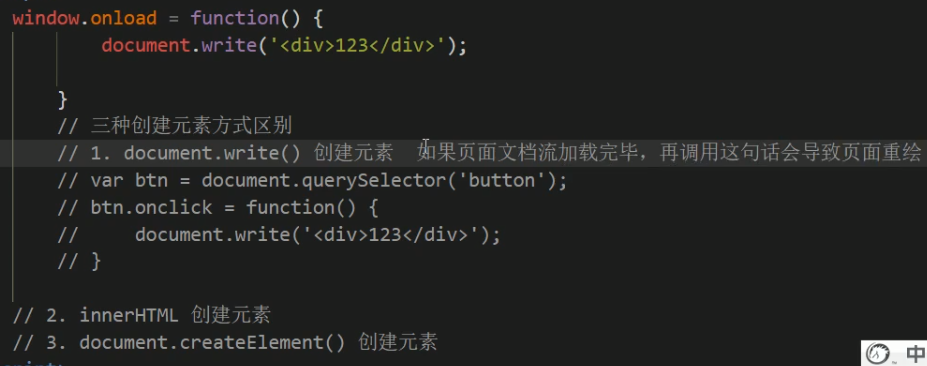 window.onload = function() {
document.write('<div>123</div>');
}
// 三种创建元素方式区别
// 1. document.write() 创建元素 如果页面文档流加载完毕，再调用这句话会导致页面重绘
// var btn = document.querySelector('button');
// btn.onclick = function() {
// document.write('<div>123</div>');
// }
// 2. innerHTML 创建元素
// 3. document.createElement() 创建元素
中